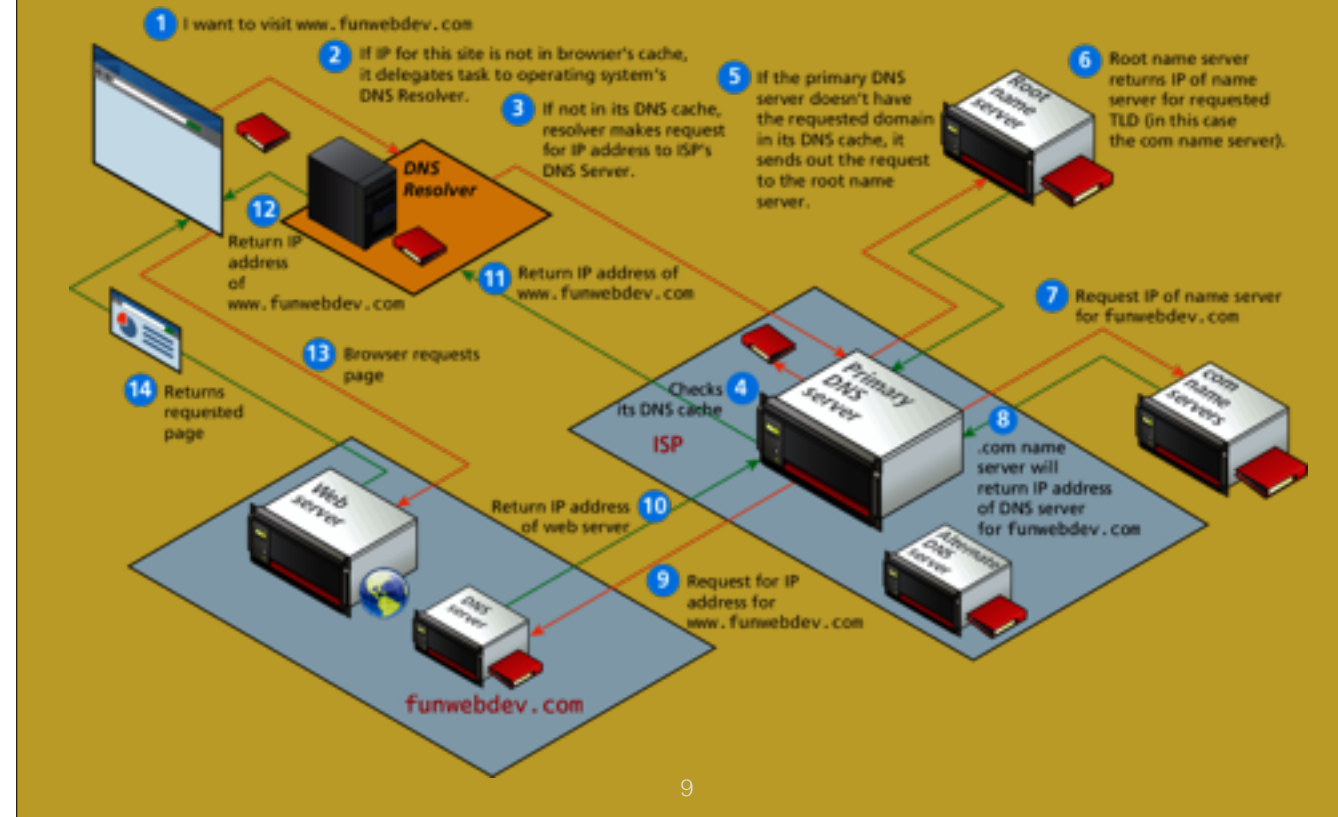 1 I want to visit www.funwebdev.com
2 If IP for this site is not in browser's cache,
it delegates task to operating system's
DNS Resolver.
3 If not in its DNS cache,
resolver makes request
for IP address to ISP's
DNS Server.
DNS
Resolver
5 If the primary DNS
server doesn't have
the requested domain
in its DNS cache, it
sends out the request
to the root name
server.
Root
name
server
6 Root name server
returns IP of name
server for requested
TLD (in this case
the com name server).
12
Return IP
address
of
www.funwebdev.com
11 Return IP address of
www.funwebdev.com
7 Request IP of name server
for funwebdev.com
13 Browser requests
page
14 Returns
requested
page
Checks 4
its DNS cache
ISP
Primary
DNS
server
com
name
servers
8
.com name
server will
return IP address
of DNS server
for funwebdev.com
Web
server
Return IP address 10
of web server
Alternate
DNS
server
9 Request for IP
address for
www.funwebdev.com
DNS
server
funwebdev.com
9